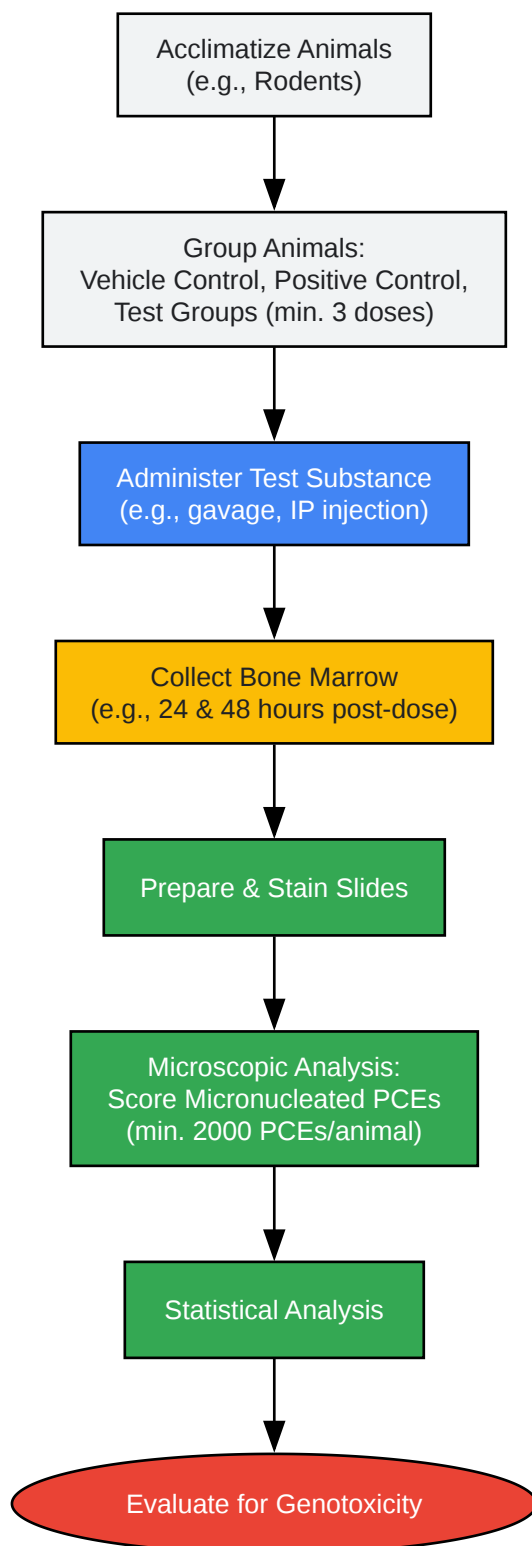 Acclimatize Animals
(e.g., Rodents)
Group Animals:
Vehicle Control, Positive Control,
Test Groups (min. 3 doses)
Administer Test Substance
(e.g., gavage, IP injection)
Collect Bone Marrow
(e.g., 24 & 48 hours post-dose)
Prepare & Stain Slides
Microscopic Analysis:
Score Micronucleated PCEs
(min. 2000 PCEs/animal)
Statistical Analysis
Evaluate for Genotoxicity